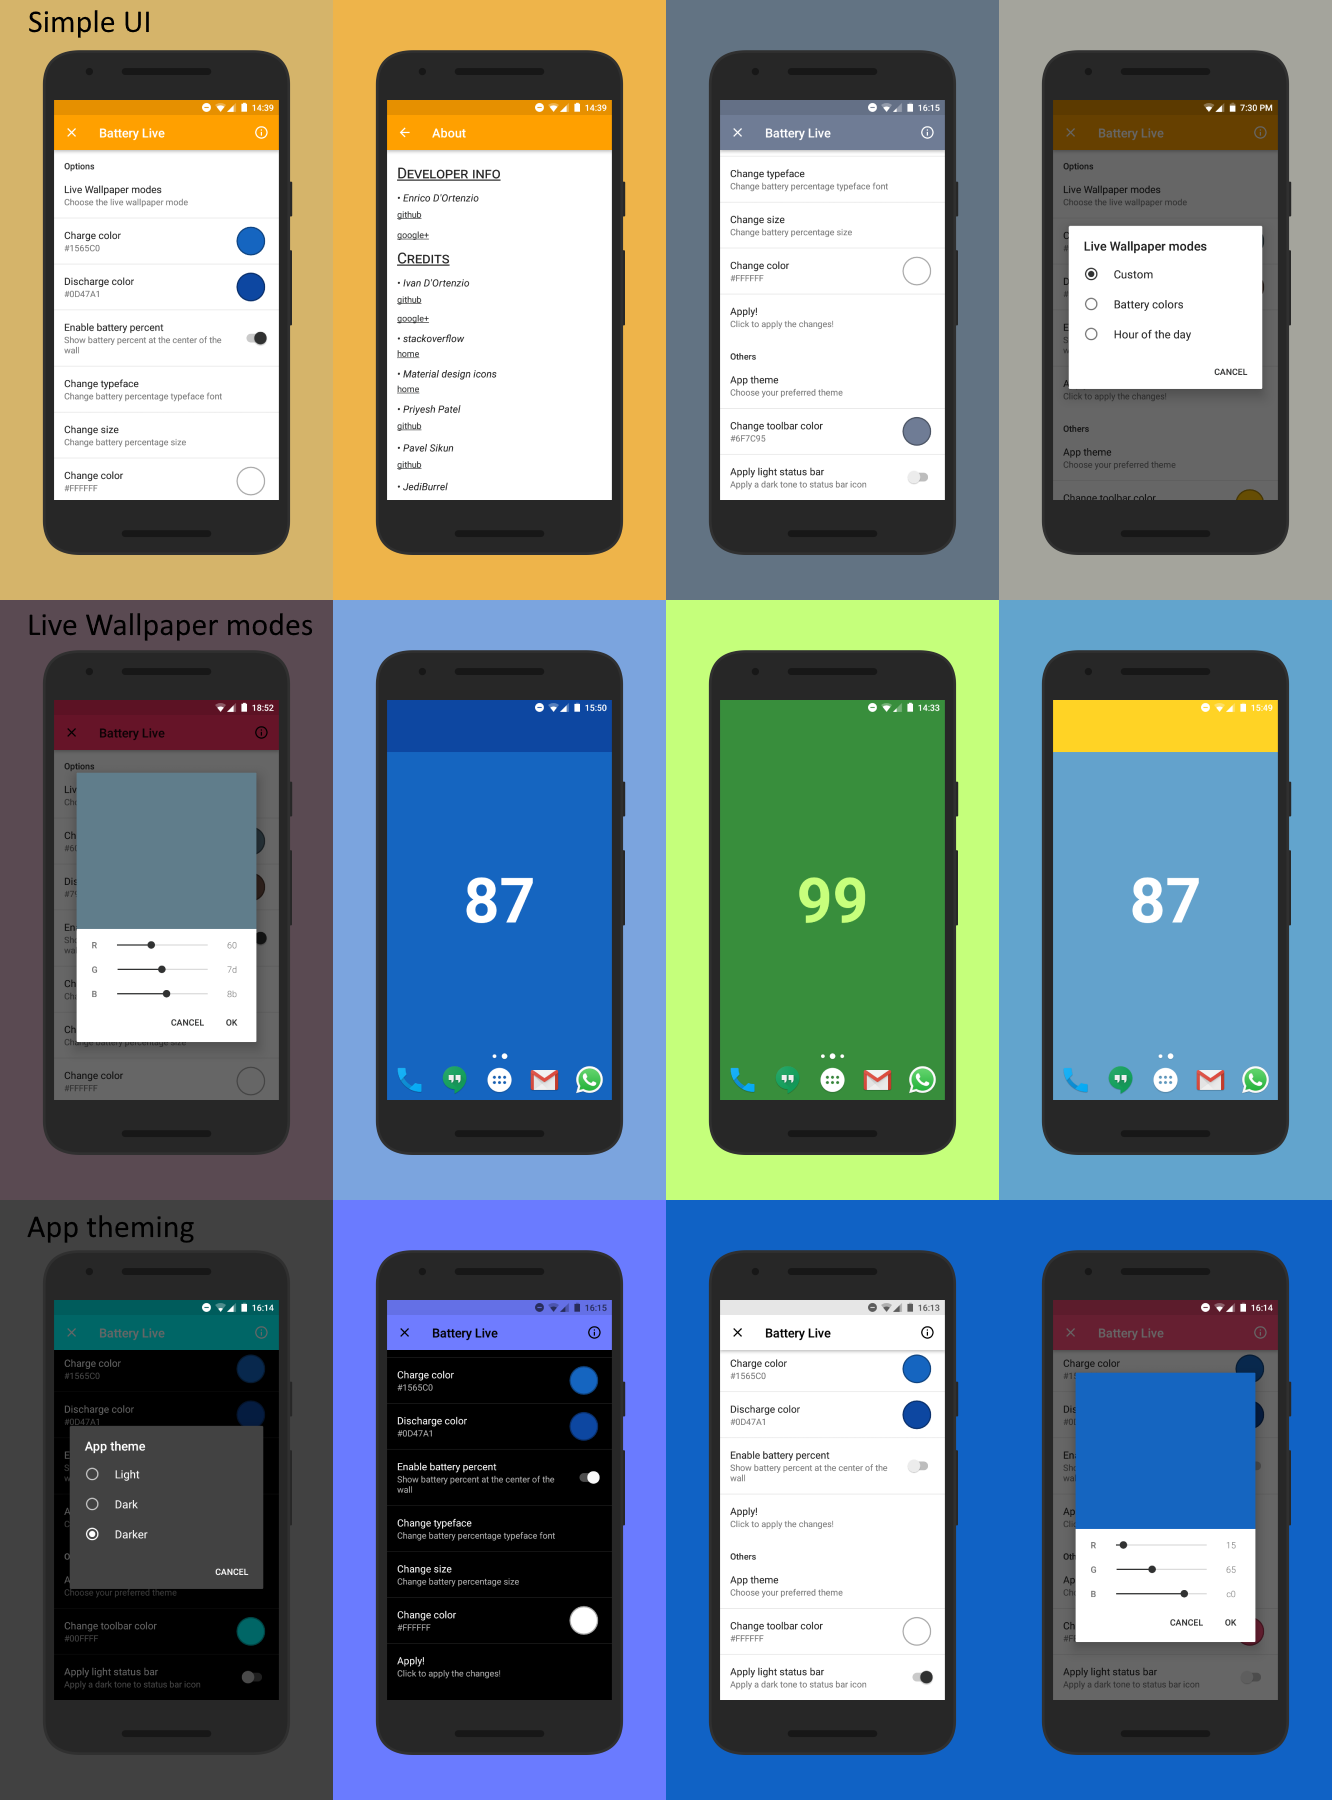 Simple UI
14:39
Battery Live
Options
Live Wallpaper modes
Choose the live wallpaper mode
Charge color
#1565C0
Discharge color
#0D47A1
Enable battery percent
Show battery percent at the center of the
wall
Change typeface
Change battery percentage typeface font
Change size
Change battery percentage size
Change color
#FFFFFF
14:39
About
DEVELOPER INFO
• Enrico D'Ortenzio
github
google+
CREDITS
• Ivan D'Ortenzio
github
google+
• stackoverflow
home
• Material design icons
home
• Priyesh Patel
github
• Pavel Sikun
github
• JediBurrel
16:15
Battery Live
Change typeface
Change battery percentage typeface font
Change size
Change battery percentage size
Change color
#FFFFFF
Apply!
Click to apply the changes!
Others
App theme
Choose your preferred theme
Change toolbar color
#6F7C95
Apply light status bar
Apply a dark tone to status bar icon
7:30 PM
Battery Live
Options
Live Wallpaper modes
Choose the live wallpaper mode
Live Wallpaper modes
Custom
Battery colors
Hour of the day
CANCEL
Click to apply the changes!
Others
App theme
Choose your preferred theme
Change toolbar color
Live Wallpaper modes
18:52
Battery Live
Options
R 60
G 7d
B 8b
CANCEL OK
Change battery percentage size
Change color
#FFFFFF
15:50
87
14:33
99
15:49
87
App theming
16:14
Battery Live
Charge color
#1565C0
Discharge color
#0D47A1
App theme
Light
Dark
Darker
CANCEL
Choose your preferred theme
Change toolbar color
#00FFFF
Apply light status bar
Apply a dark tone to status bar icon
16:15
Battery Live
Charge color
#1565C0
Discharge color
#0D47A1
Enable battery percent
Show battery percent at the center of the
wall
Change typeface
Change battery percentage typeface font
Change size
Change battery percentage size
Change color
#FFFFFF
Apply!
Click to apply the changes!
16:13
Battery Live
Charge color
#1565C0
Discharge color
#0D47A1
Enable battery percent
Show battery percent at the center of the
wall
Apply!
Click to apply the changes!
Others
App theme
Choose your preferred theme
Change toolbar color
#FFFFFF
Apply light status bar
Apply a dark tone to status bar icon
16:14
Battery Live
Charge color
R 15
G 65
B c0
CANCEL OK
Apply light status bar
Apply a dark tone to status bar icon